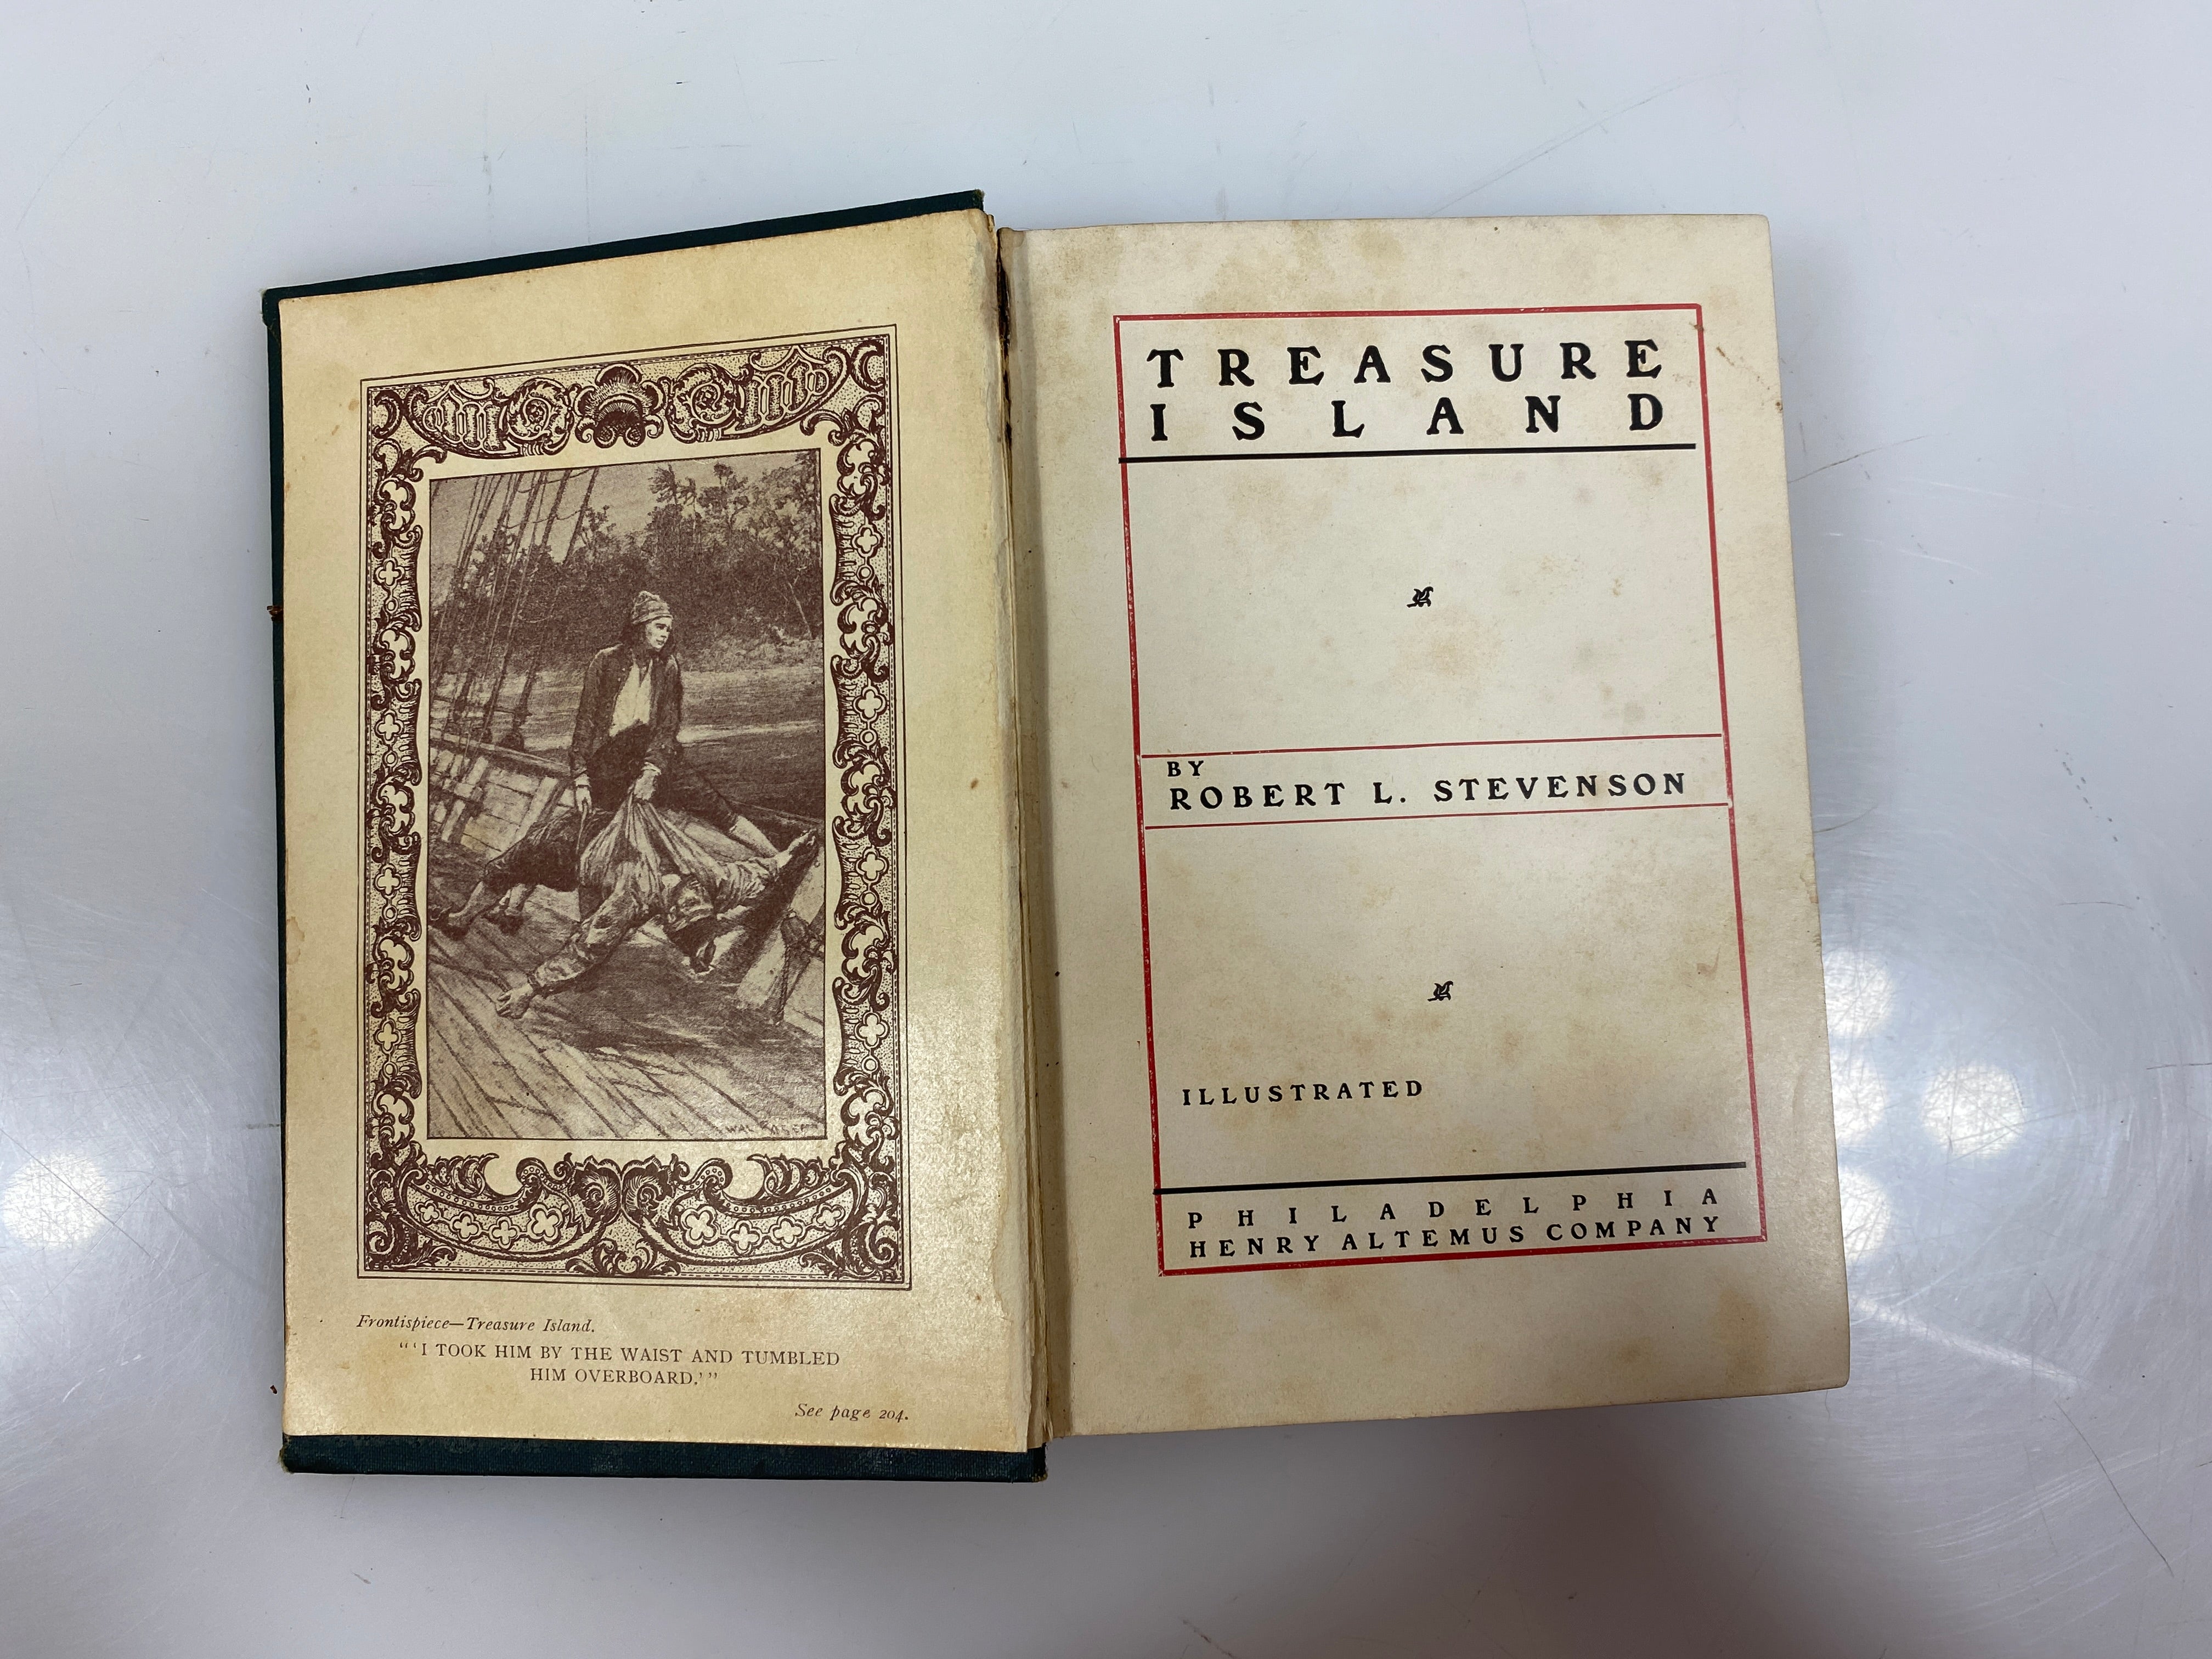 Frontispiece—Treasure Island.
"'I TOOK HIM BY THE WAIST AND TUMBLED
HIM OVERBOARD.'"
See page 204.
TREASURE
ISLAND
BY
ROBERT L. STEVENSON
ILLUSTRATED
PHILADELPHIA
HENRY ALTEMUS COMPANY